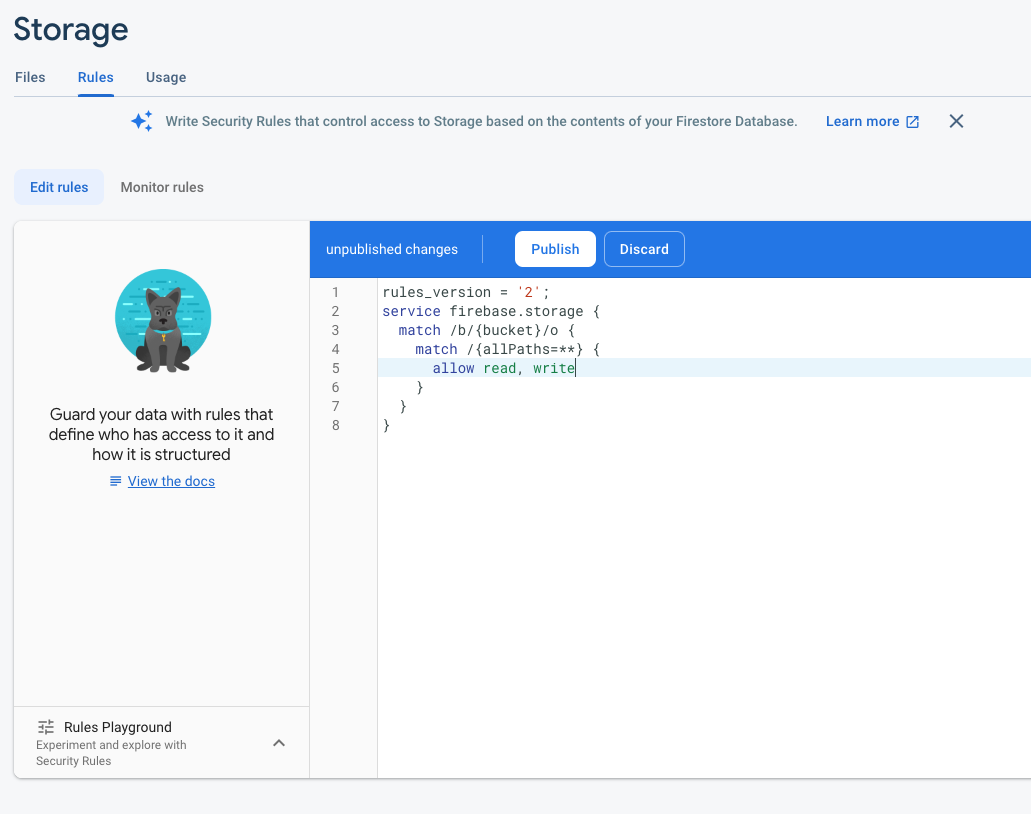 Storage
Files Rules Usage
Write Security Rules that control access to Storage based on the contents of your Firestore Database. Learn more
Edit rules Monitor rules
unpublished changes Publish Discard
Guard your data with rules that
define who has access to it and
how it is structured
View the docs
1 rules_version = '2';
2 service firebase.storage {
3   match /b/{bucket}/o {
4     match /{allPaths=**} {
5       allow read, write
6     }
7   }
8 }
Rules Playground
Experiment and explore with
Security Rules